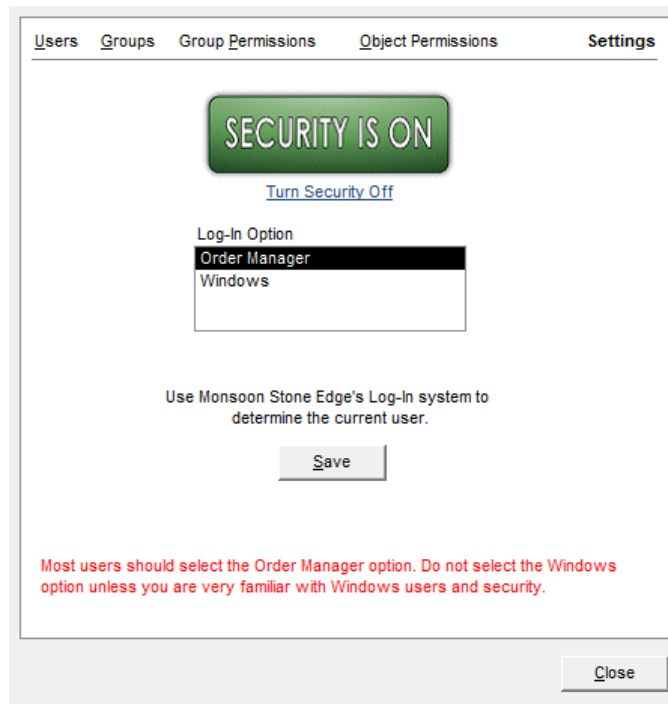 Users Groups Group Permissions Object Permissions Settings
SECURITY IS ON
Turn Security Off
Log-In Option
Order Manager
Windows
Use Monsoon Stone Edge's Log-In system to
determine the current user.
Save
Most users should select the Order Manager option. Do not select the Windows
option unless you are very familiar with Windows users and security.
Close